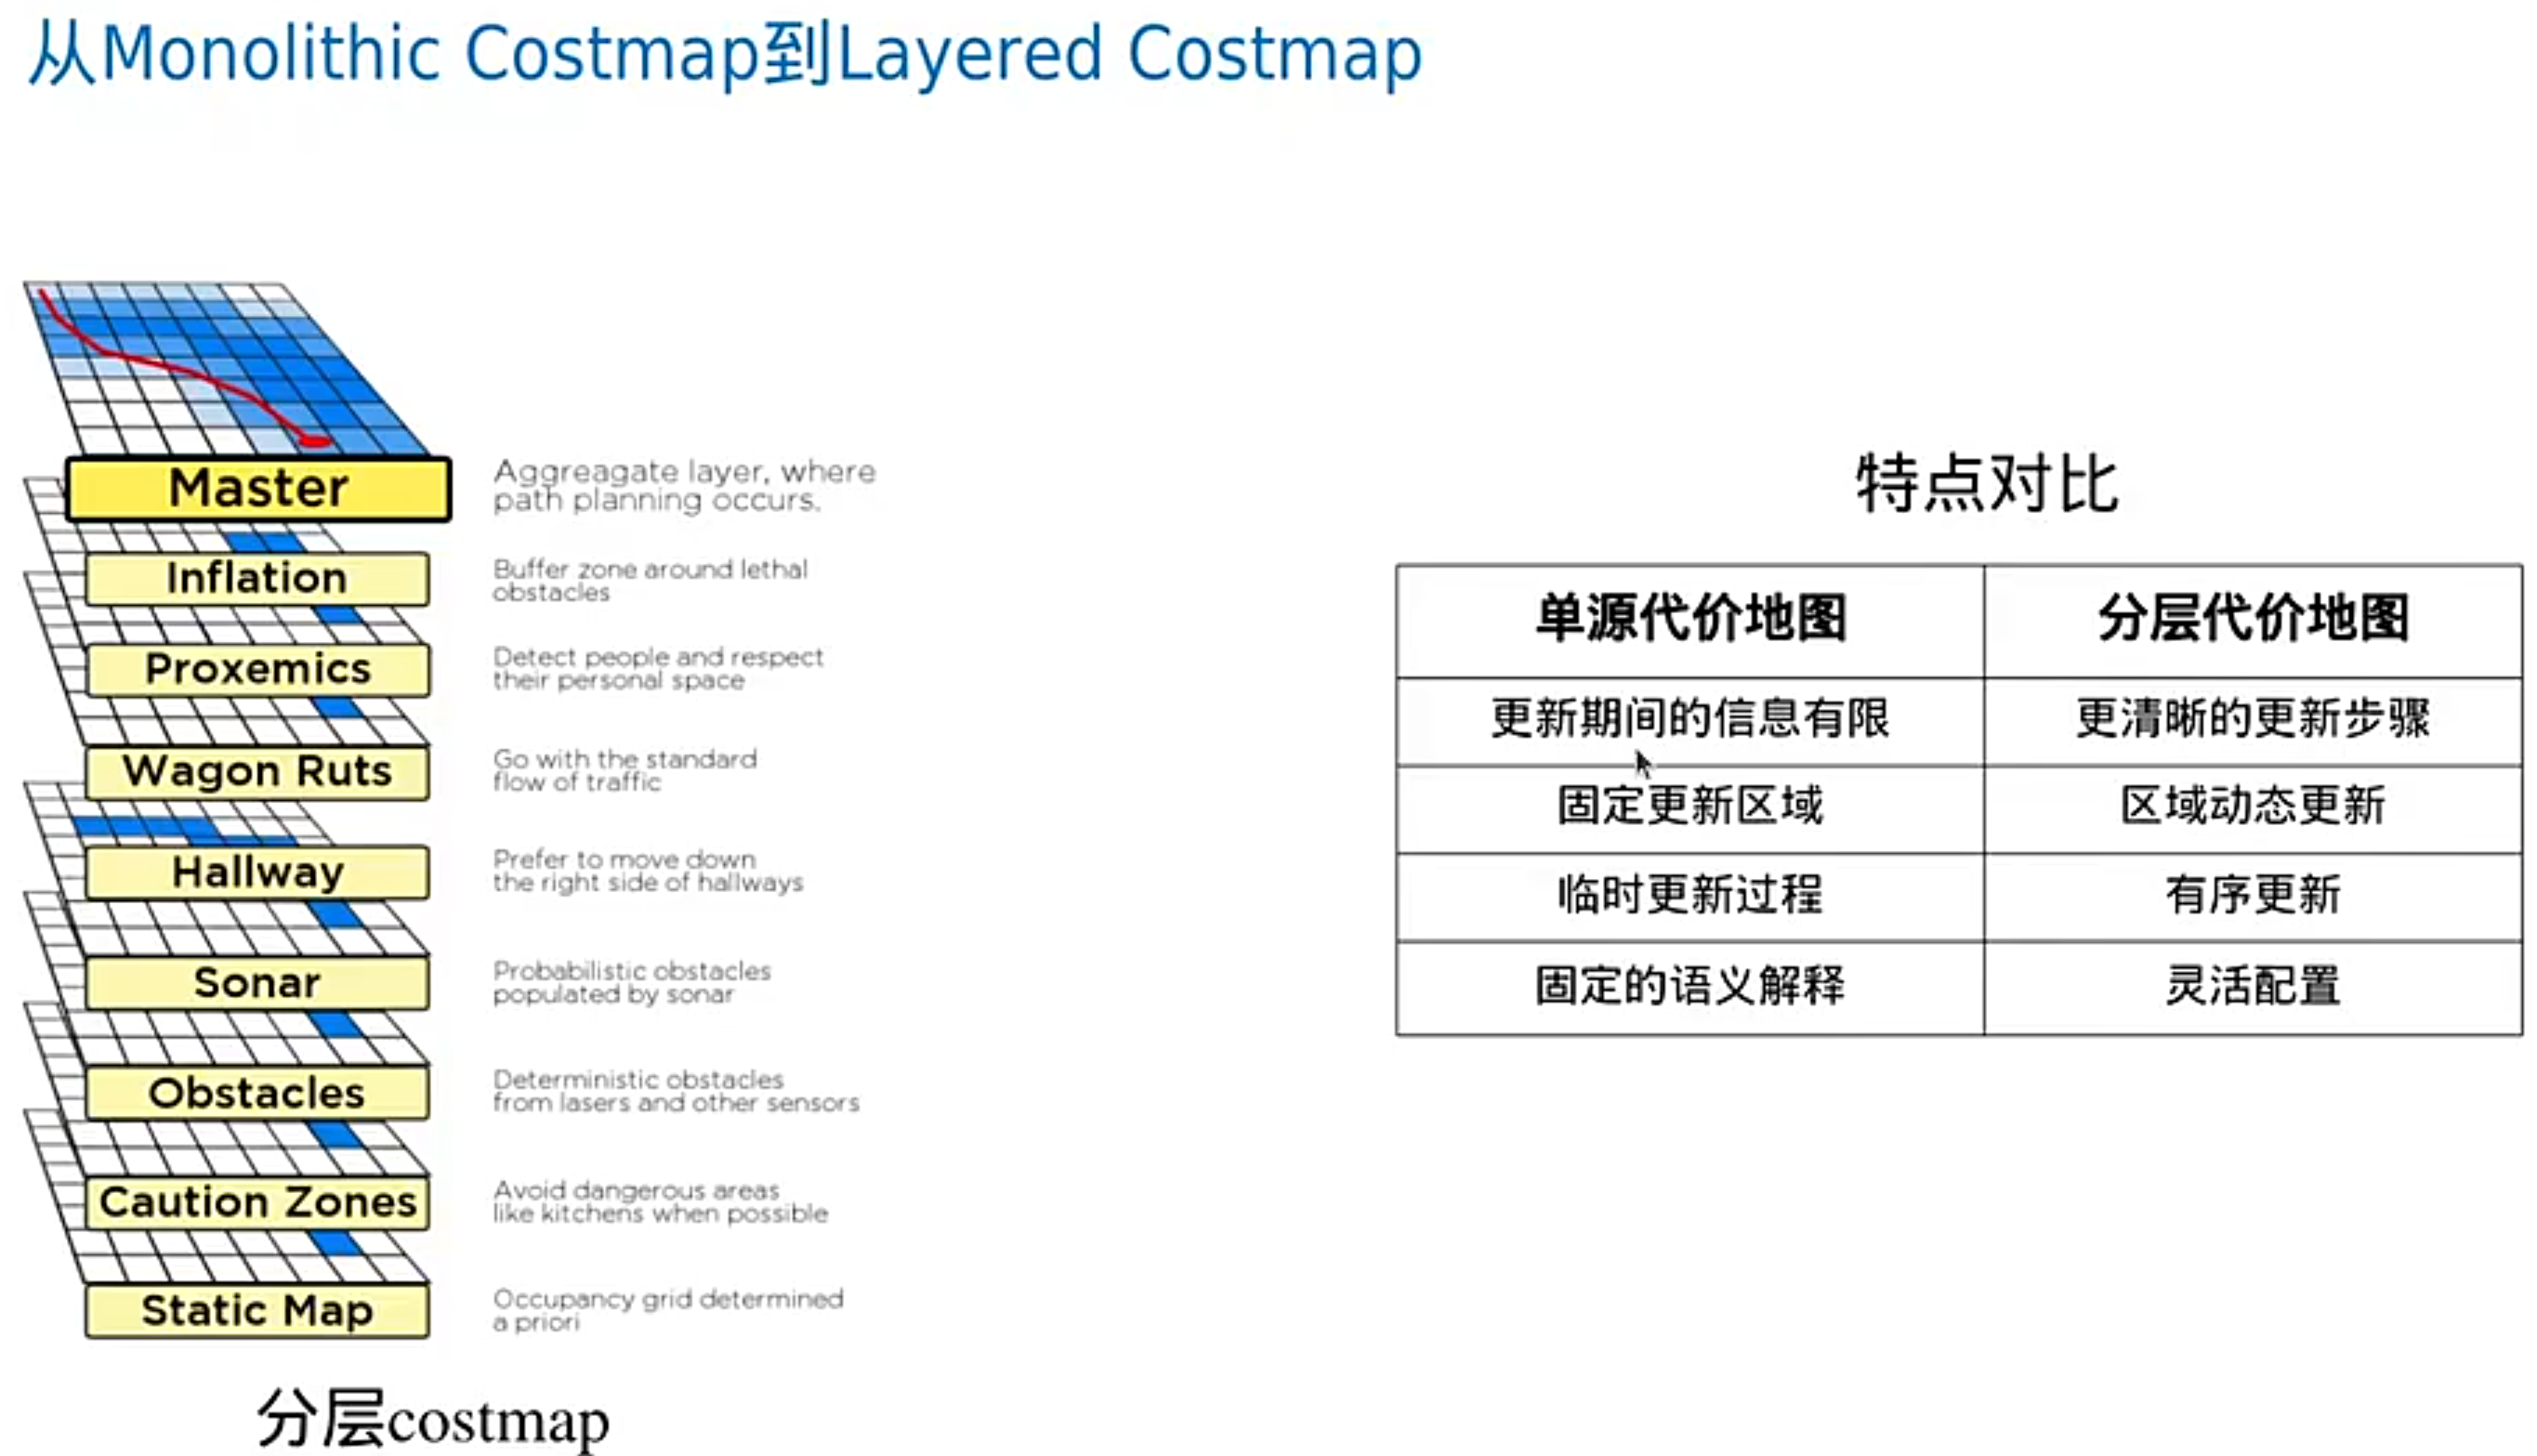 从Monolithic Costmap到Layered Costmap
Master
Aggreagate layer, where
path planning occurs.
Inflation
Buffer zone around lethal
obstacles
Proxemics
Detect people and respect
their personal space
Wagon Ruts
Go with the standard
flow of traffic
Hallway
Prefer to move down
the right side of hallways
Sonar
Probabilistic obstacles
populated by sonar
Obstacles
Deterministic obstacles
from lasers and other sensors
Caution Zones
Avoid dangerous areas
like kitchens when possible
Static Map
Occupancy grid determined
a priori
分层costmap
特点对比
单源代价地图 分层代价地图
更新期间的信息有限 更清晰的更新步骤
固定更新区域 区域动态更新
临时更新过程 有序更新
固定的语义解释 灵活配置